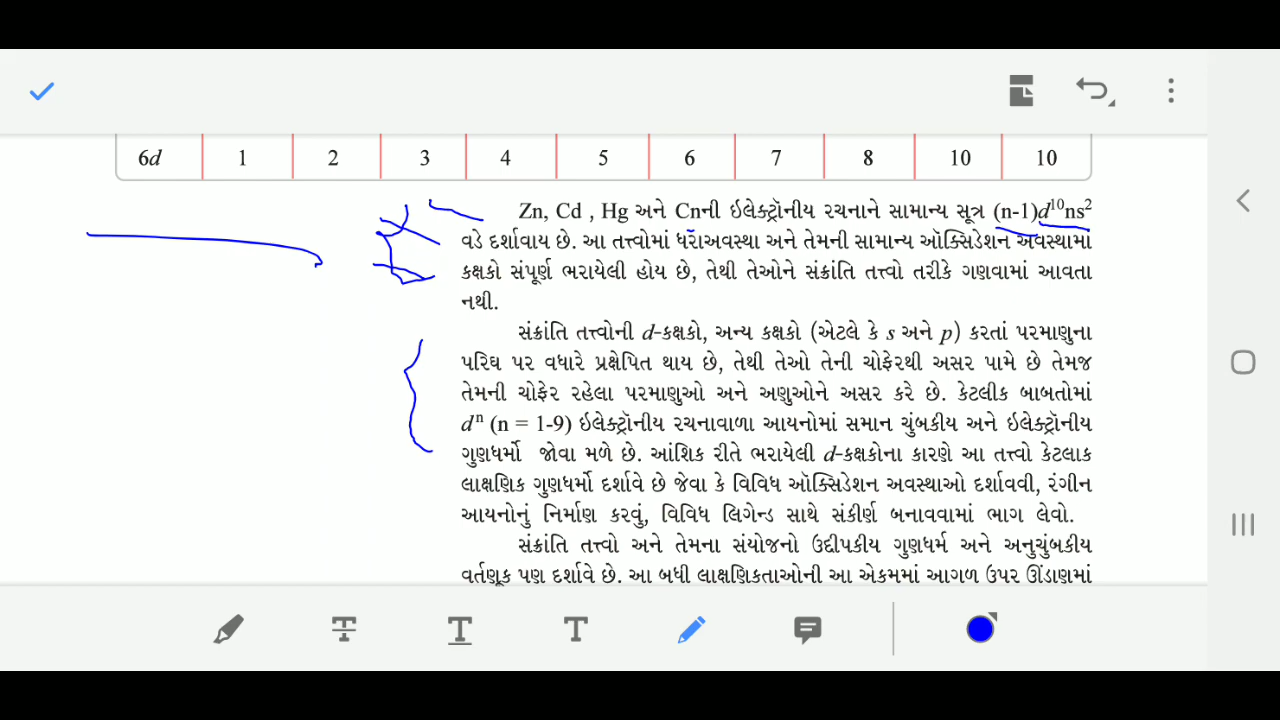 6d 1 2 3 4 5 6 7 8 10 10
Zn, Cd , Hg અને Cnની ઇલેક્ટ્રૉનીય રચનાને સામાન્ય સૂત્ર (n-1)d¹⁰ns²
વડે દર્શાવાય છે. આ તત્ત્વોમાં ધરાઅવસ્થા અને તેમની સામાન્ય ઑક્સિડેશન અવસ્થામાં
કક્ષકો સંપૂર્ણ ભરાયેલી હોય છે, તેથી તેઓને સંક્રાંતિ તત્ત્વો તરીકે ગણવામાં આવતા
નથી.
સંક્રાંતિ તત્ત્વોની d-કક્ષકો, અન્ય કક્ષકો (એટલે કે s અને p) કરતાં પરમાણુના
પરિઘ પર વધારે પ્રક્ષેપિત થાય છે, તેથી તેઓ તેની ચોફેરથી અસર પામે છે તેમજ
તેમની ચોફેર રહેલા પરમાણુઓ અને અણુઓને અસર કરે છે. કેટલીક બાબતોમાં
dⁿ (n = 1-9) ઇલેક્ટ્રૉનીય રચનાવાળા આયનોમાં સમાન ચુંબકીય અને ઇલેક્ટ્રૉનીય
ગુણધર્મો જોવા મળે છે. આંશિક રીતે ભરાયેલી d-કક્ષકોના કારણે આ તત્ત્વો કેટલાક
લાક્ષણિક ગુણધર્મો દર્શાવે છે જેવા કે વિવિધ ઑક્સિડેશન અવસ્થાઓ દર્શાવવી, રંગીન
આયનોનું નિર્માણ કરવું, વિવિધ લિગેન્ડ સાથે સંકીર્ણ બનાવવામાં ભાગ લેવો.
સંક્રાંતિ તત્ત્વો અને તેમના સંયોજનો ઉદ્દીપકીય ગુણધર્મ અને અનુચુંબકીય
વર્તણૂક પણ દર્શાવે છે. આ બધી લાક્ષણિકતાઓની આ એકમમાં આગળ ઉપર ઊંડાણમાં